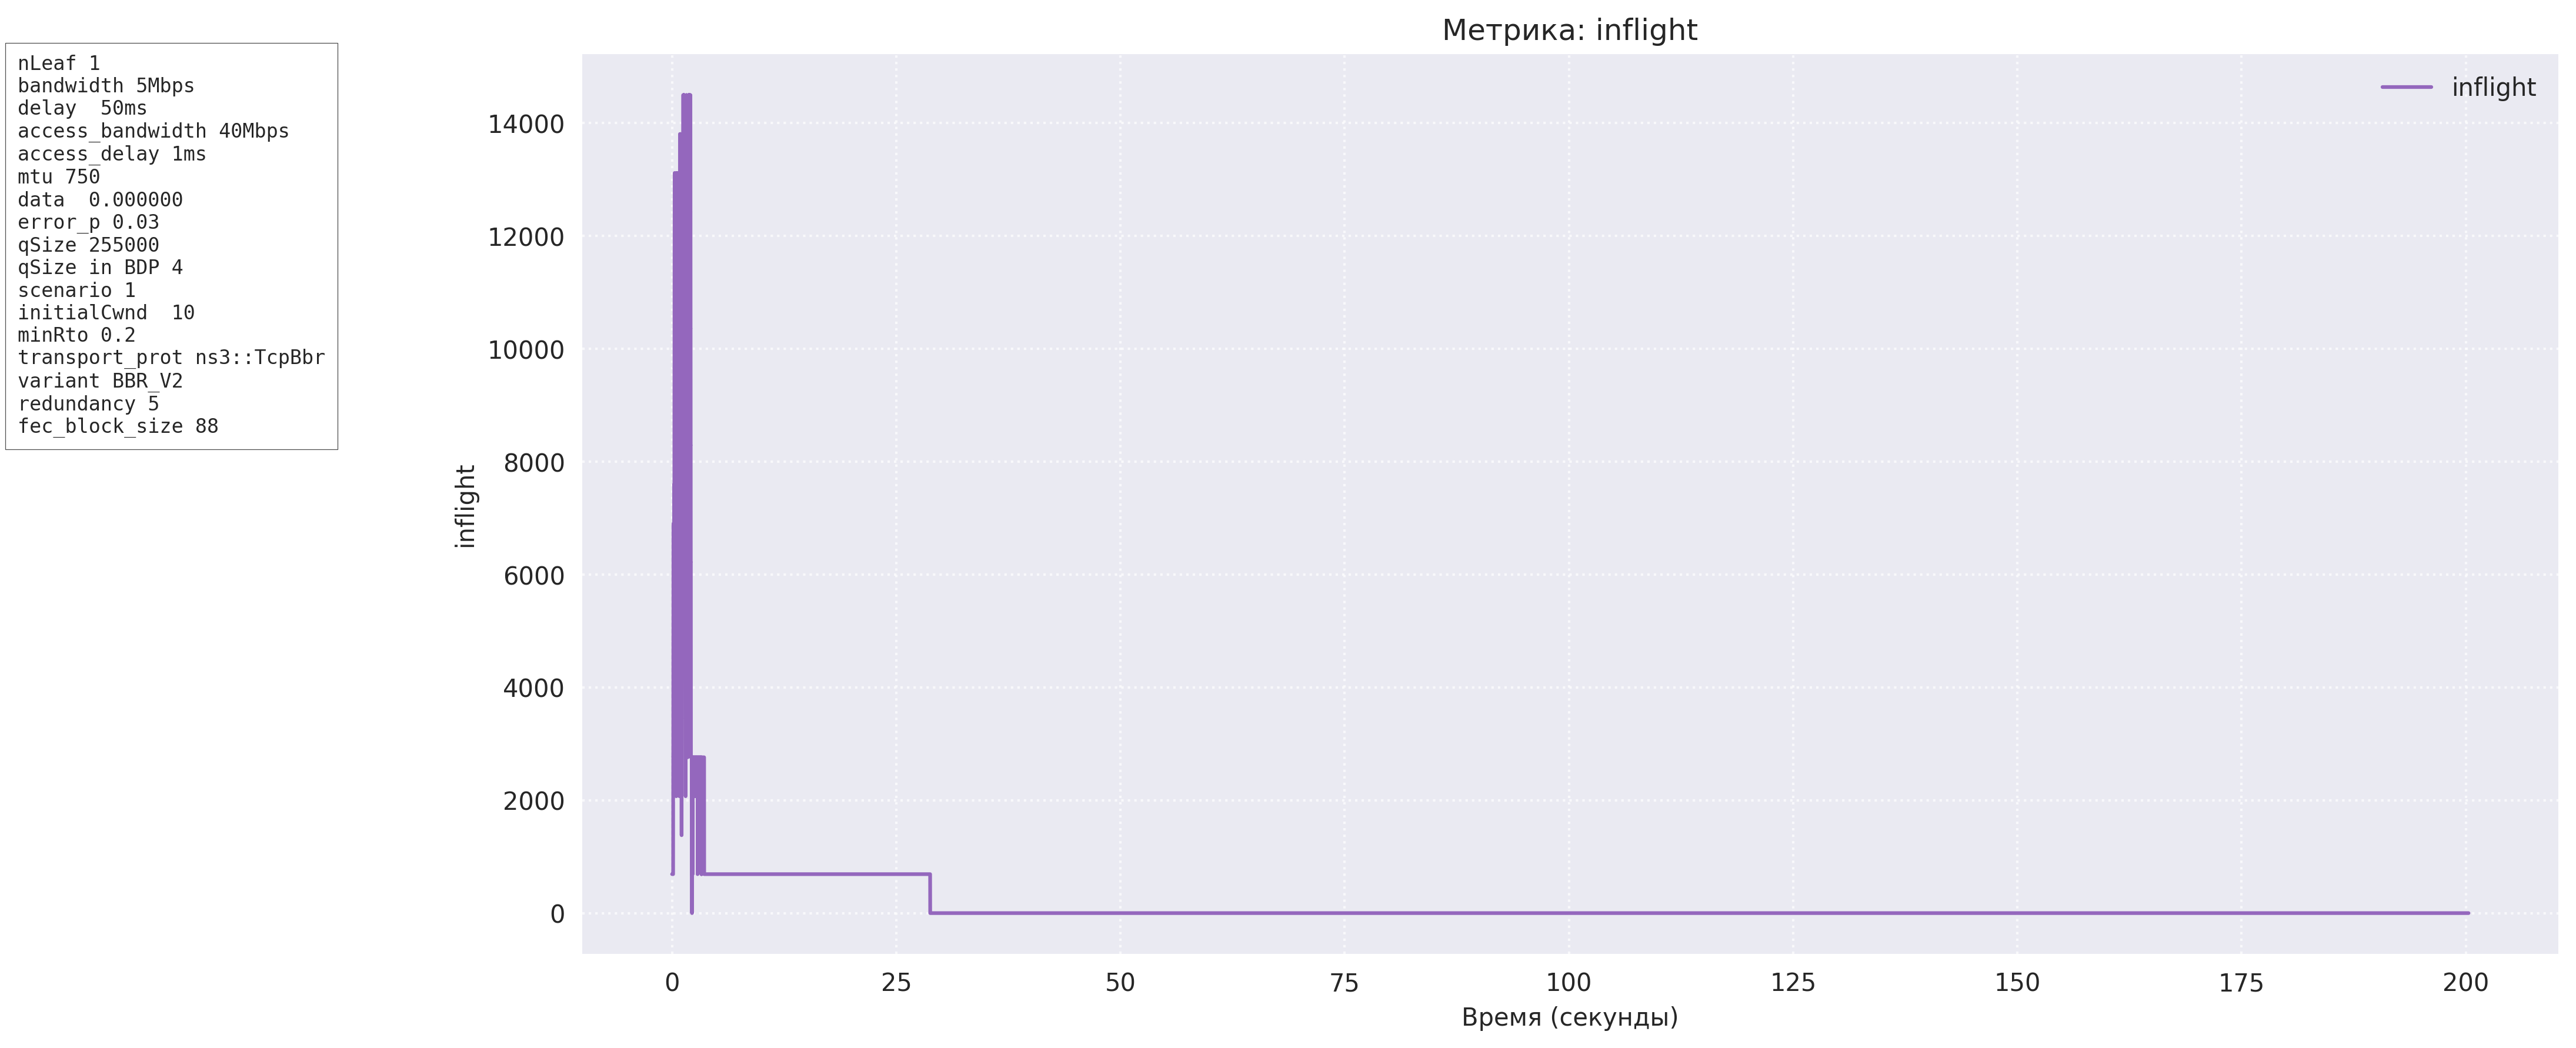 Метрика: inflight
nLeaf 1
bandwidth 5Mbps
delay  50ms
access_bandwidth 40Mbps
access_delay 1ms
mtu 750
data  0.000000
error_p 0.03
qSize 255000
qSize in BDP 4
scenario 1
initialCwnd  10
minRto 0.2
transport_prot ns3::TcpBbr
variant BBR_V2
redundancy 5
fec_block_size 88
inflight
14000
12000
10000
8000
6000
4000
2000
0
inflight
0 25 50 75 100 125 150 175 200
Время (секунды)